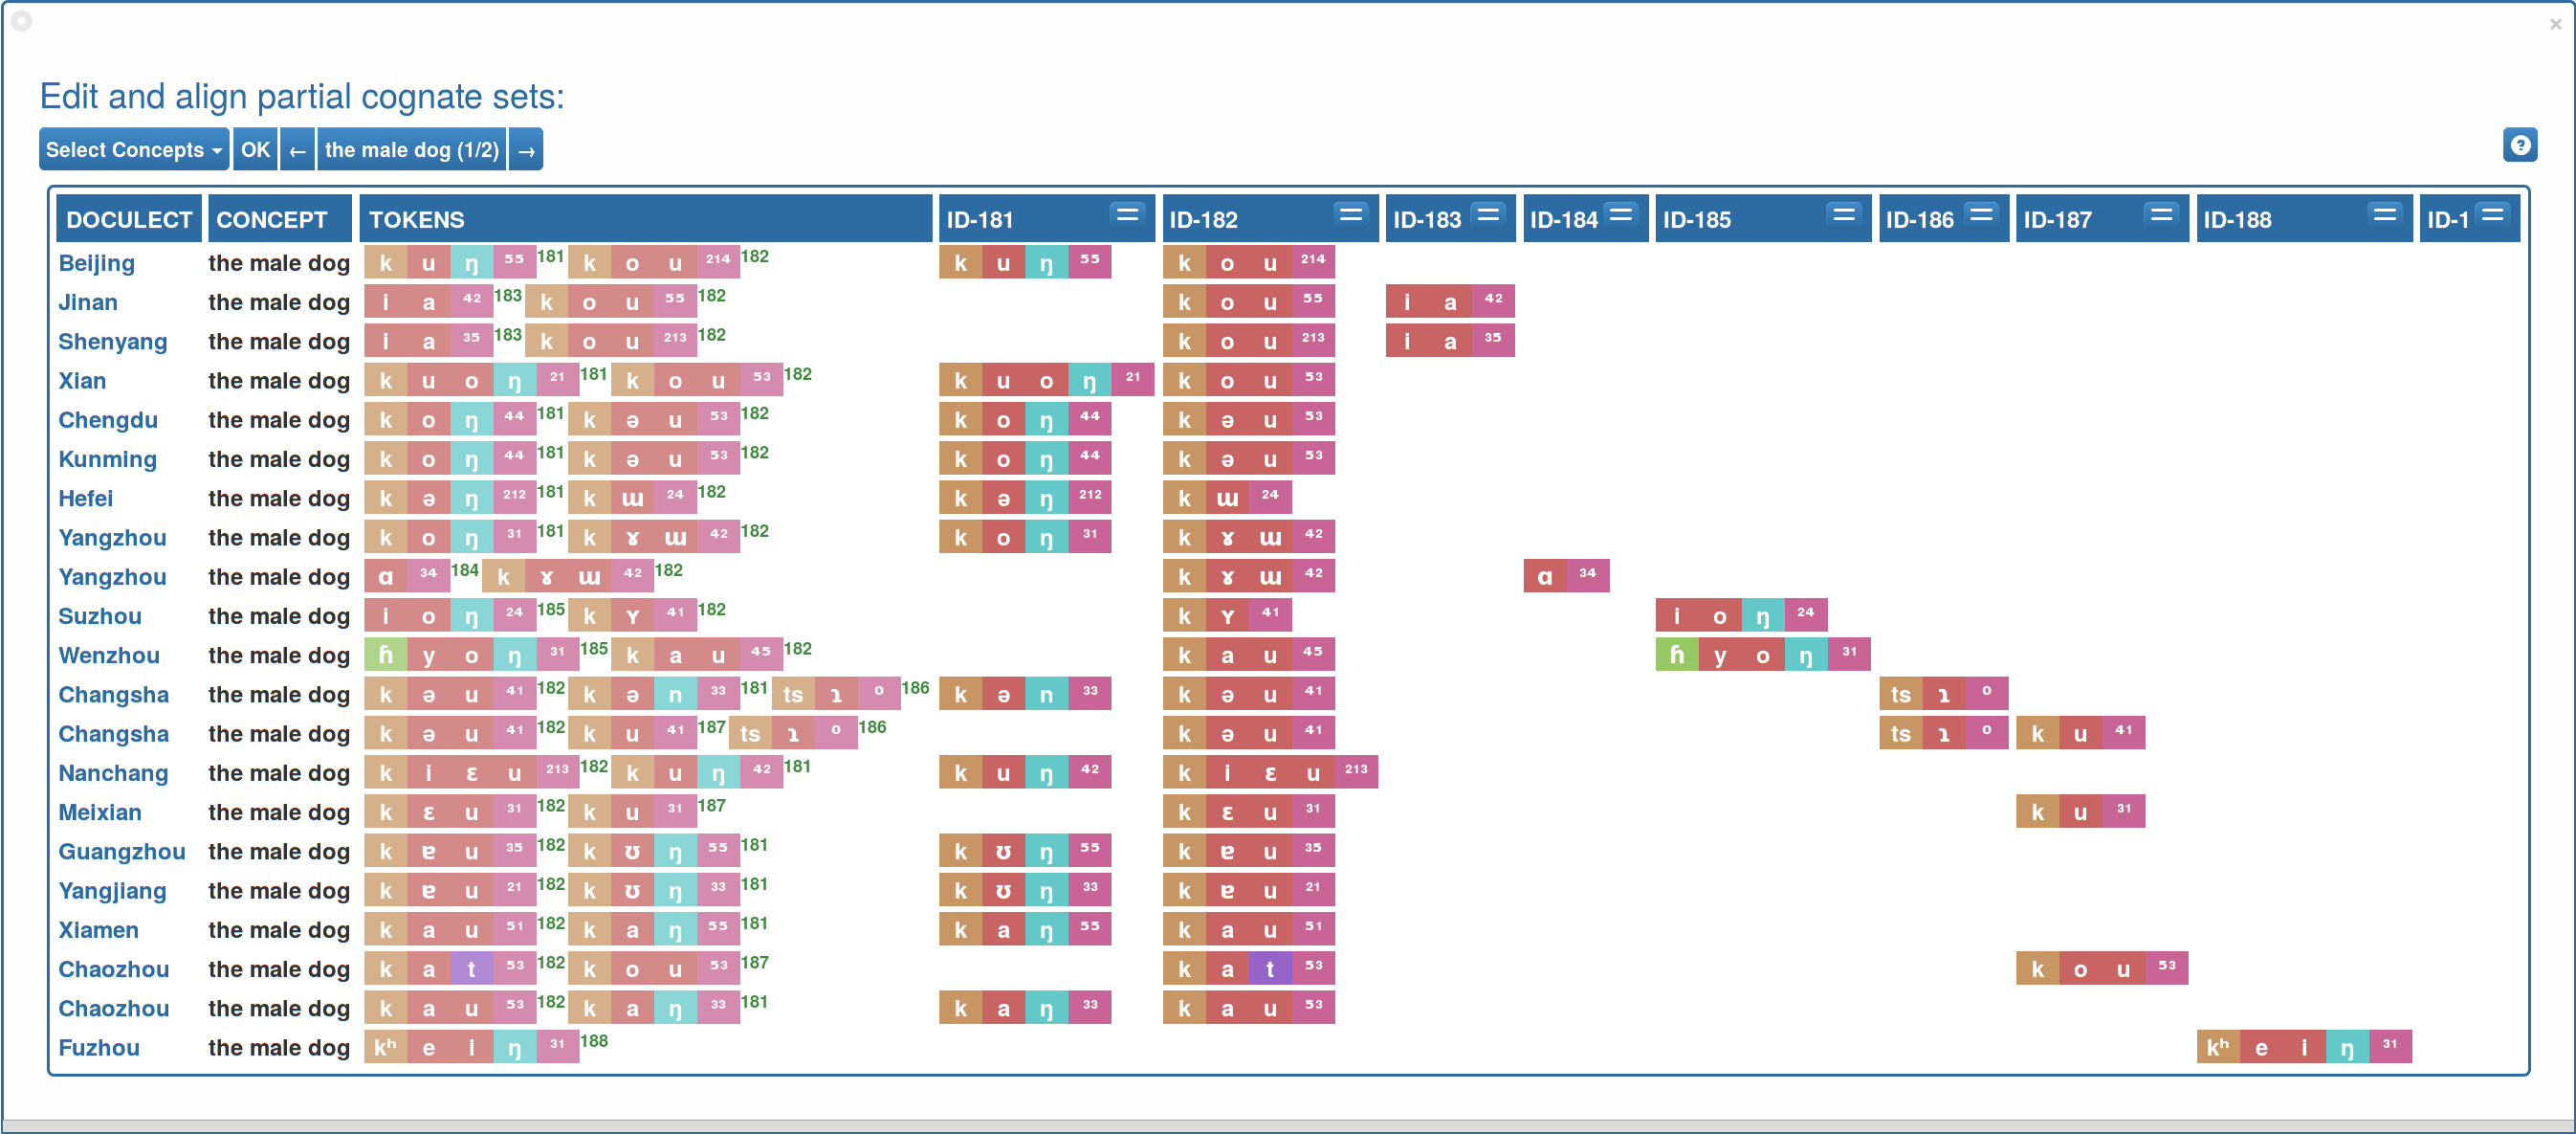 ×
Edit and align partial cognate sets:
Select Concepts OK ← the male dog (1/2) → ?
DOCULECT CONCEPT TOKENS ID-181 ID-182 ID-183 ID-184 ID-185 ID-186 ID-187 ID-188 ID-1
Beijing the male dog k u ŋ ⁵⁵ 181 k o u ²¹⁴ 182 k u ŋ ⁵⁵ k o u ²¹⁴
Jinan the male dog i a ⁴² 183 k o u ⁵⁵ 182 k o u ⁵⁵ i a ⁴²
Shenyang the male dog i a ³⁵ 183 k o u ²¹³ 182 k o u ²¹³ i a ³⁵
Xian the male dog k u o ŋ ²¹ 181 k o u ⁵³ 182 k u o ŋ ²¹ k o u ⁵³
Chengdu the male dog k o ŋ ⁴⁴ 181 k ə u ⁵³ 182 k o ŋ ⁴⁴ k ə u ⁵³
Kunming the male dog k o ŋ ⁴⁴ 181 k ə u ⁵³ 182 k o ŋ ⁴⁴ k ə u ⁵³
Hefei the male dog k ə ŋ ²¹² 181 k ɯ ²⁴ 182 k ə ŋ ²¹² k ɯ ²⁴
Yangzhou the male dog k o ŋ ³¹ 181 k ɤ ɯ ⁴² 182 k o ŋ ³¹ k ɤ ɯ ⁴²
Yangzhou the male dog ɑ ³⁴ 184 k ɤ ɯ ⁴² 182 k ɤ ɯ ⁴² ɑ ³⁴
Suzhou the male dog i o ŋ ²⁴ 185 k ʏ ⁴¹ 182 k ʏ ⁴¹ i o ŋ ²⁴
Wenzhou the male dog ɦ y o ŋ ³¹ 185 k a u ⁴⁵ 182 k a u ⁴⁵ ɦ y o ŋ ³¹
Changsha the male dog k ə u ⁴¹ 182 k ə n ³³ 181 ts ɿ ⁰ 186 k ə n ³³ k ə u ⁴¹ ts ɿ ⁰
Changsha the male dog k ə u ⁴¹ 182 k u ⁴¹ 187 ts ɿ ⁰ 186 k ə u ⁴¹ ts ɿ ⁰ k u ⁴¹
Nanchang the male dog k i ɛ u ²¹³ 182 k u ŋ ⁴² 181 k u ŋ ⁴² k i ɛ u ²¹³
Meixian the male dog k ɛ u ³¹ 182 k u ³¹ 187 k ɛ u ³¹ k u ³¹
Guangzhou the male dog k ɐ u ³⁵ 182 k ʊ ŋ ⁵⁵ 181 k ʊ ŋ ⁵⁵ k ɐ u ³⁵
Yangjiang the male dog k ɐ u ²¹ 182 k ʊ ŋ ³³ 181 k ʊ ŋ ³³ k ɐ u ²¹
Xiamen the male dog k a u ⁵¹ 182 k a ŋ ⁵⁵ 181 k a ŋ ⁵⁵ k a u ⁵¹
Chaozhou the male dog k a t ⁵³ 182 k o u ⁵³ 187 k a t ⁵³ k o u ⁵³
Chaozhou the male dog k a u ⁵³ 182 k a ŋ ³³ 181 k a ŋ ³³ k a u ⁵³
Fuzhou the male dog kʰ e i ŋ ³¹ 188 kʰ e i ŋ ³¹